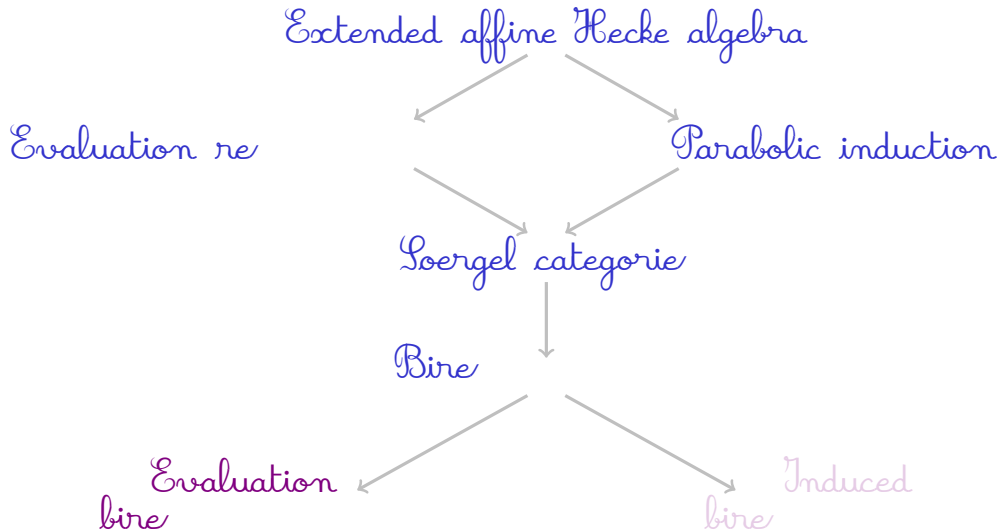 Extended affine Hecke algebra
Evaluation re
Parabolic induction
Soergel categorie
Bire
Evaluation
bire
Induced
bire